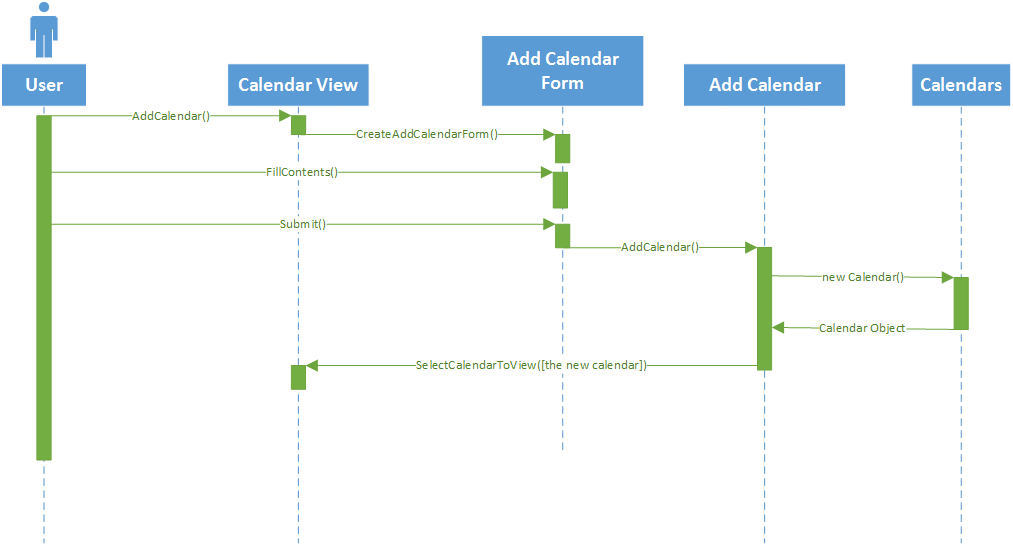 User
Calendar View
Add Calendar
Form
Add Calendar
Calendars
AddCalendar()
CreateAddCalendarForm()
FillContents()
Submit()
AddCalendar()
new Calendar()
Calendar Object
SelectCalendarToView([the new calendar])